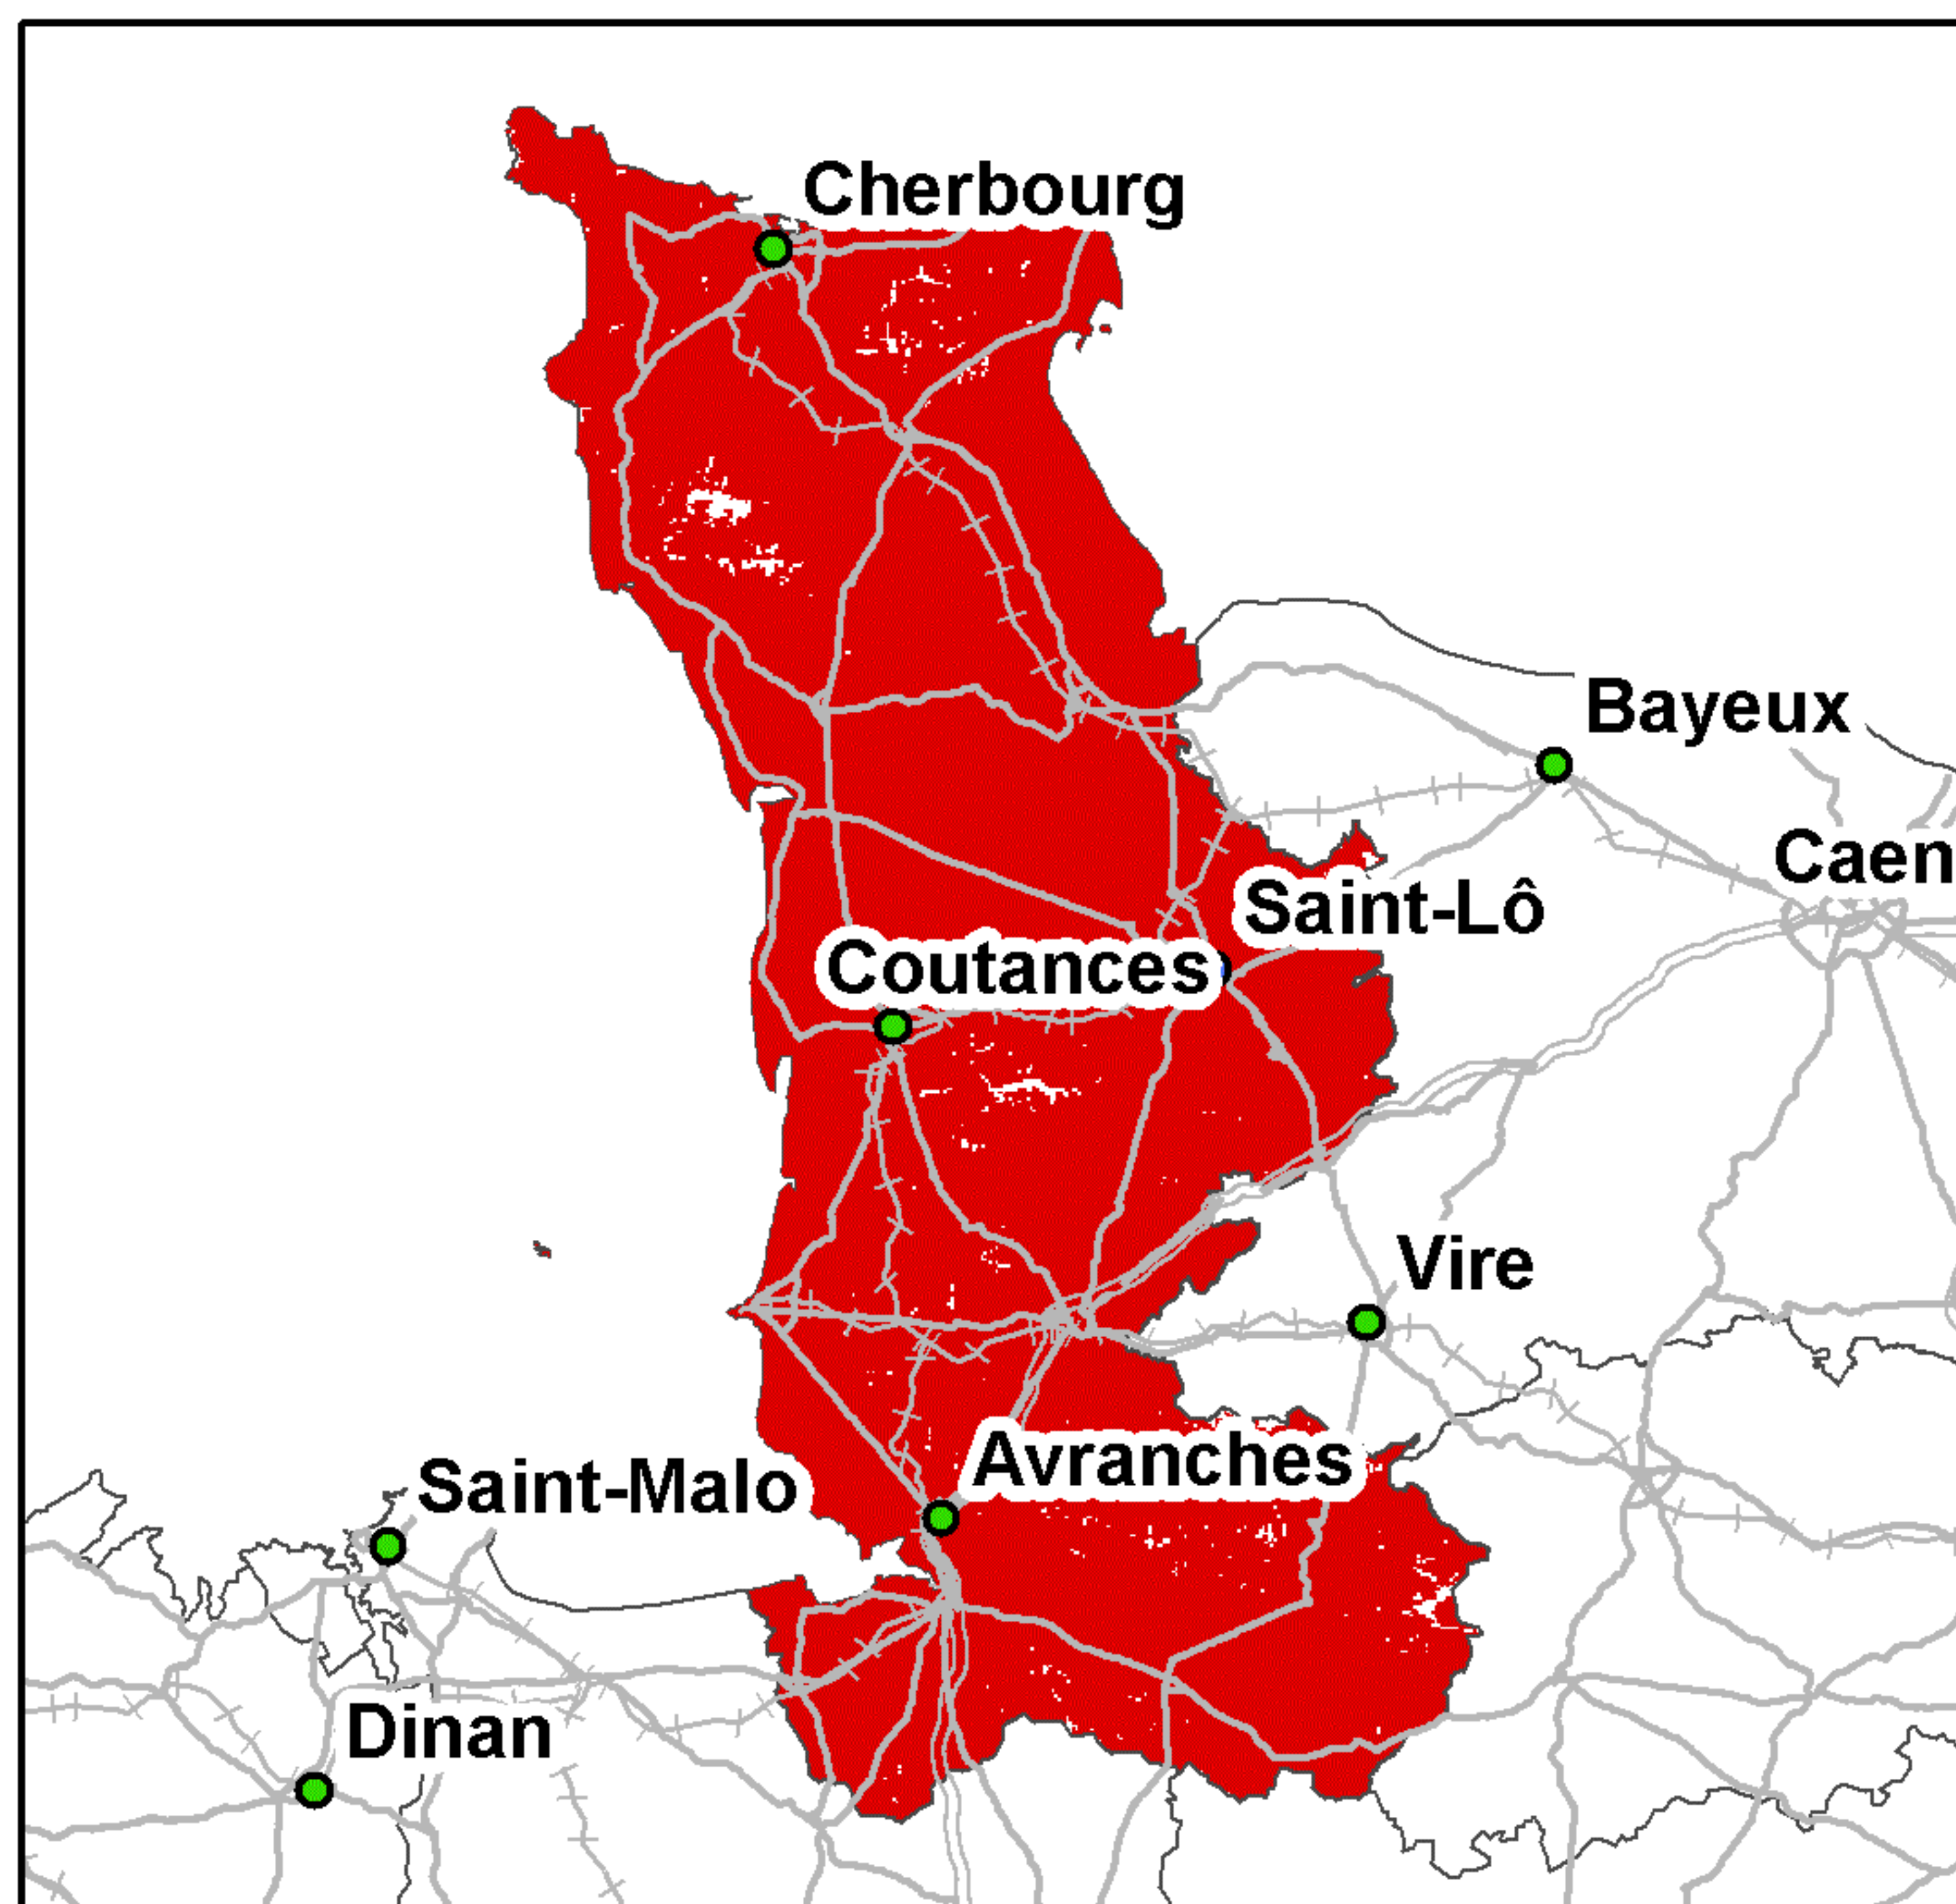 Cherbourg
Bayeux
Caen
Saint-Lô
Coutances
Vire
Avranches
Saint-Malo
Dinan